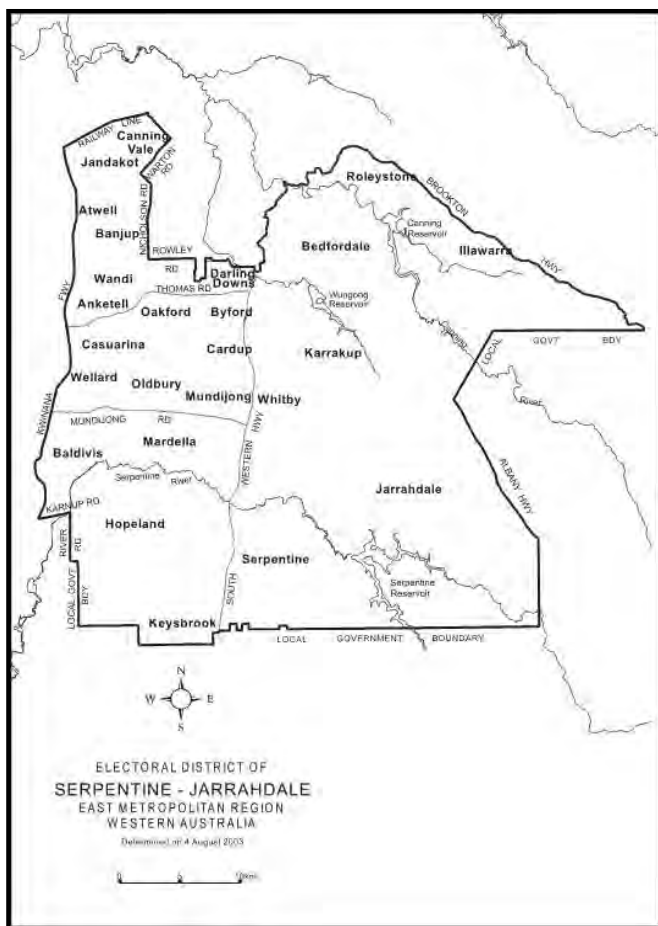 RAILWAY LINE
Canning
Vale
Jandakot
WARTON
RD
NICHOLSON RD
Roleystone
BROCKTON
HWY
Atwell
Banjup
Canning
Reservoir
Illawarra
Bedfordale
ROWLEY
RD
Darling
Downs
Wandi
FWY
THOMAS RD
Anketell
Oakford
Byford
Wungong
Reservoir
Canning
River
LOCAL
GOVT BDY
Casuarina
Cardup
Karrakup
Wellard
Oldbury
Mundijong
Whitby
KWINANA
MUNDIJONG RD
WESTERN
HWY
Mardella
Baldivis
Serpentine
River
ALBANY HWY
Jarrahdale
KARNUP RD
Hopeland
RIVER
RD
Serpentine
Serpentine
Reservoir
LOCAL GOVT
BDY
SOUTH
Keysbrook
LOCAL GOVERNMENT BOUNDARY
N
W E
S
ELECTORAL DISTRICT OF
SERPENTINE - JARRAHDALE
EAST METROPOLITAN REGION
WESTERN AUSTRALIA
Determined on 4 August 2003
0 5 10km